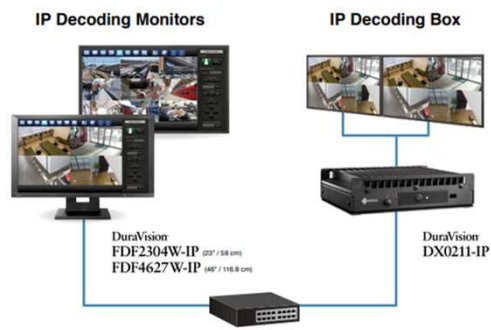 IP Decoding Monitors
IP Decoding Box
DuraVision
FDF2304W-IP (23" / 58 cm)
FDF4627W-IP (46" / 116.8 cm)
DuraVision
DX0211-IP